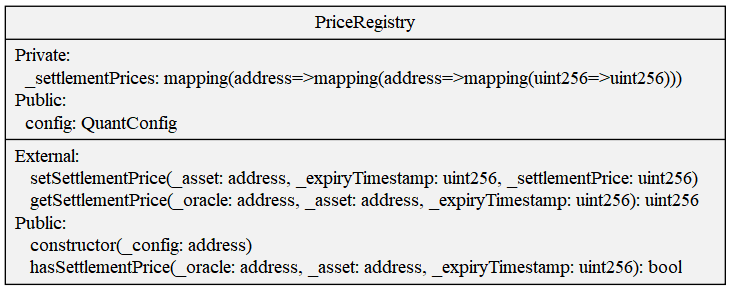 PriceRegistry
Private:
_settlementPrices: mapping(address=>mapping(address=>mapping(uint256=>uint256)))
Public:
config: QuantConfig
External:
setSettlementPrice(_asset: address, _expiryTimestamp: uint256, _settlementPrice: uint256)
getSettlementPrice(_oracle: address, _asset: address, _expiryTimestamp: uint256): uint256
Public:
constructor(_config: address)
hasSettlementPrice(_oracle: address, _asset: address, _expiryTimestamp: uint256): bool